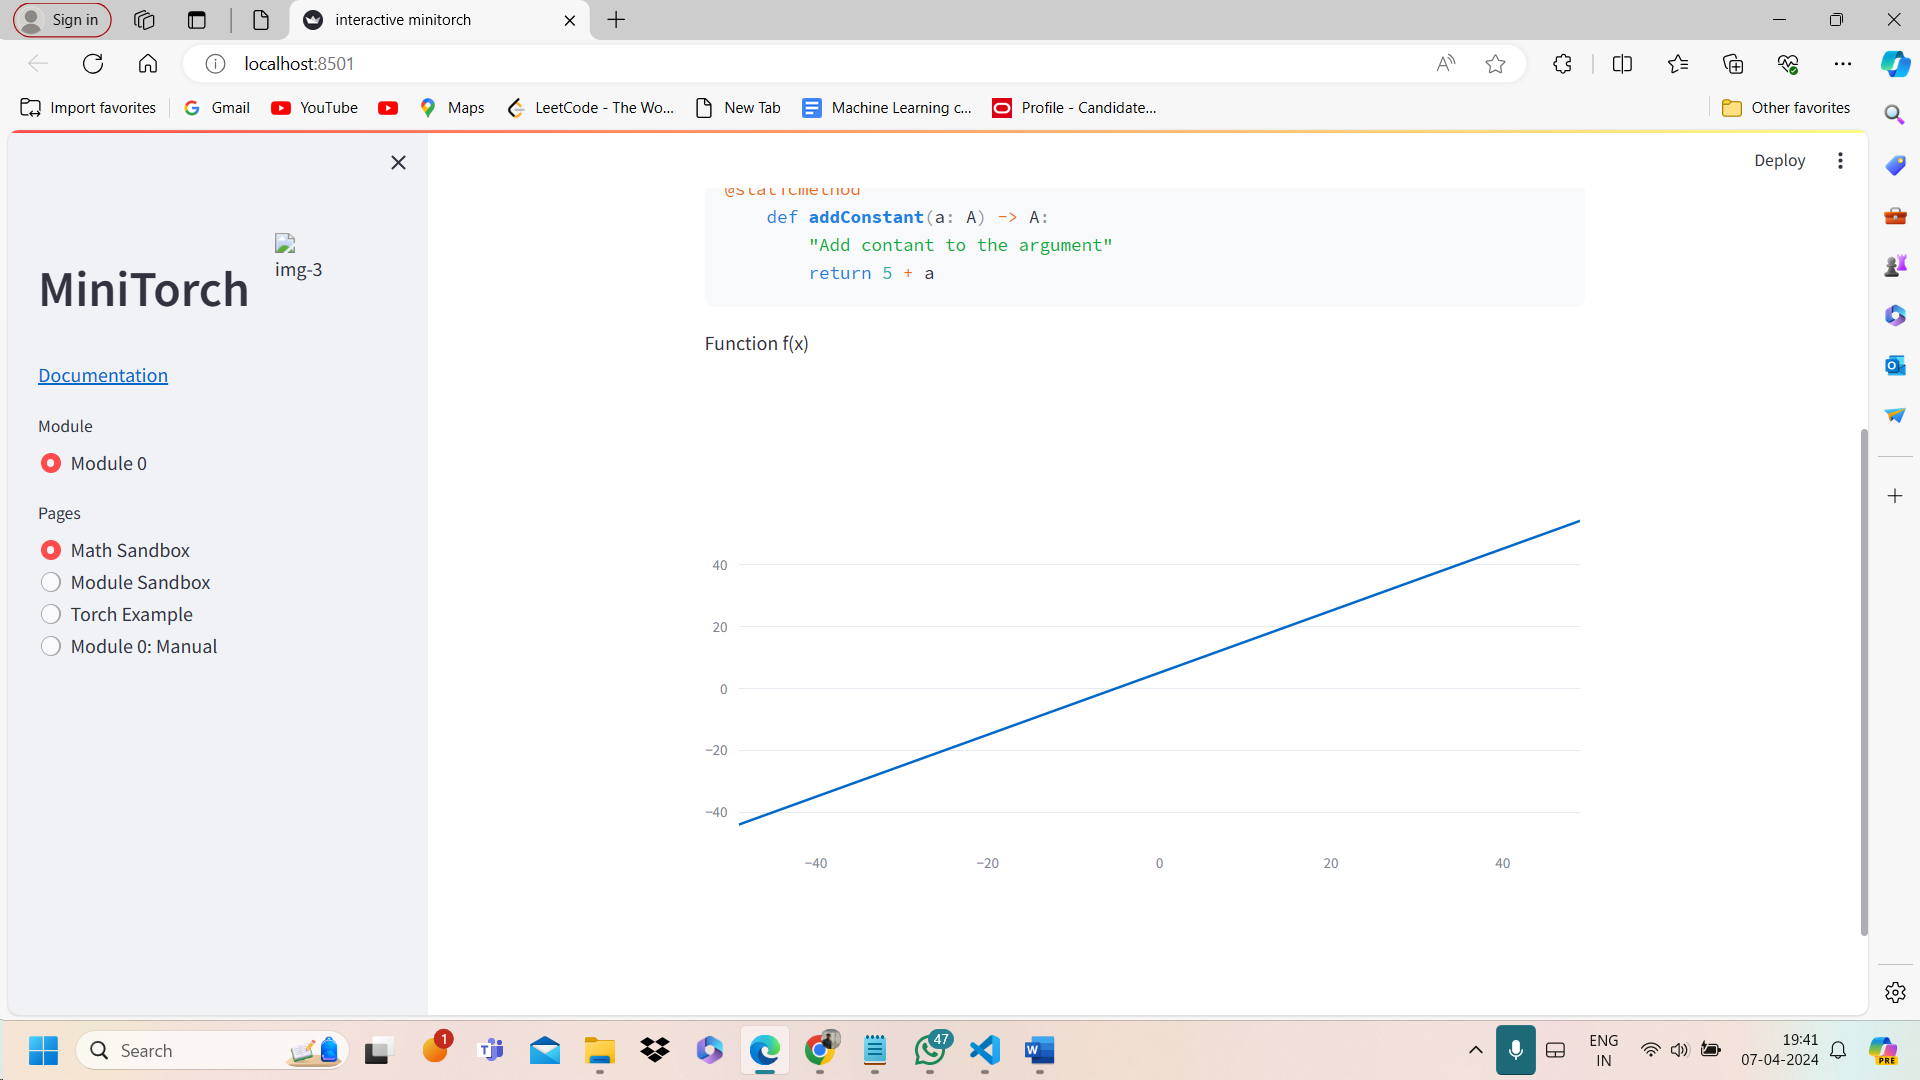 Sign in
interactive minitorch
localhost:8501
Import favorites
Gmail
YouTube
Maps
LeetCode - The Wo...
New Tab
Machine Learning c...
Profile - Candidate...
Other favorites
Deploy
MiniTorch
img-3
Documentation
Module
Module 0
Pages
Math Sandbox
Module Sandbox
Torch Example
Module 0: Manual
@staticmethod
def addConstant(a: A) -> A:
"Add contant to the argument"
return 5 + a
Function f(x)
40
20
0
−20
−40
−40 −20 0 20 40
Search
1
47
ENG
IN
19:41
07-04-2024
PRE